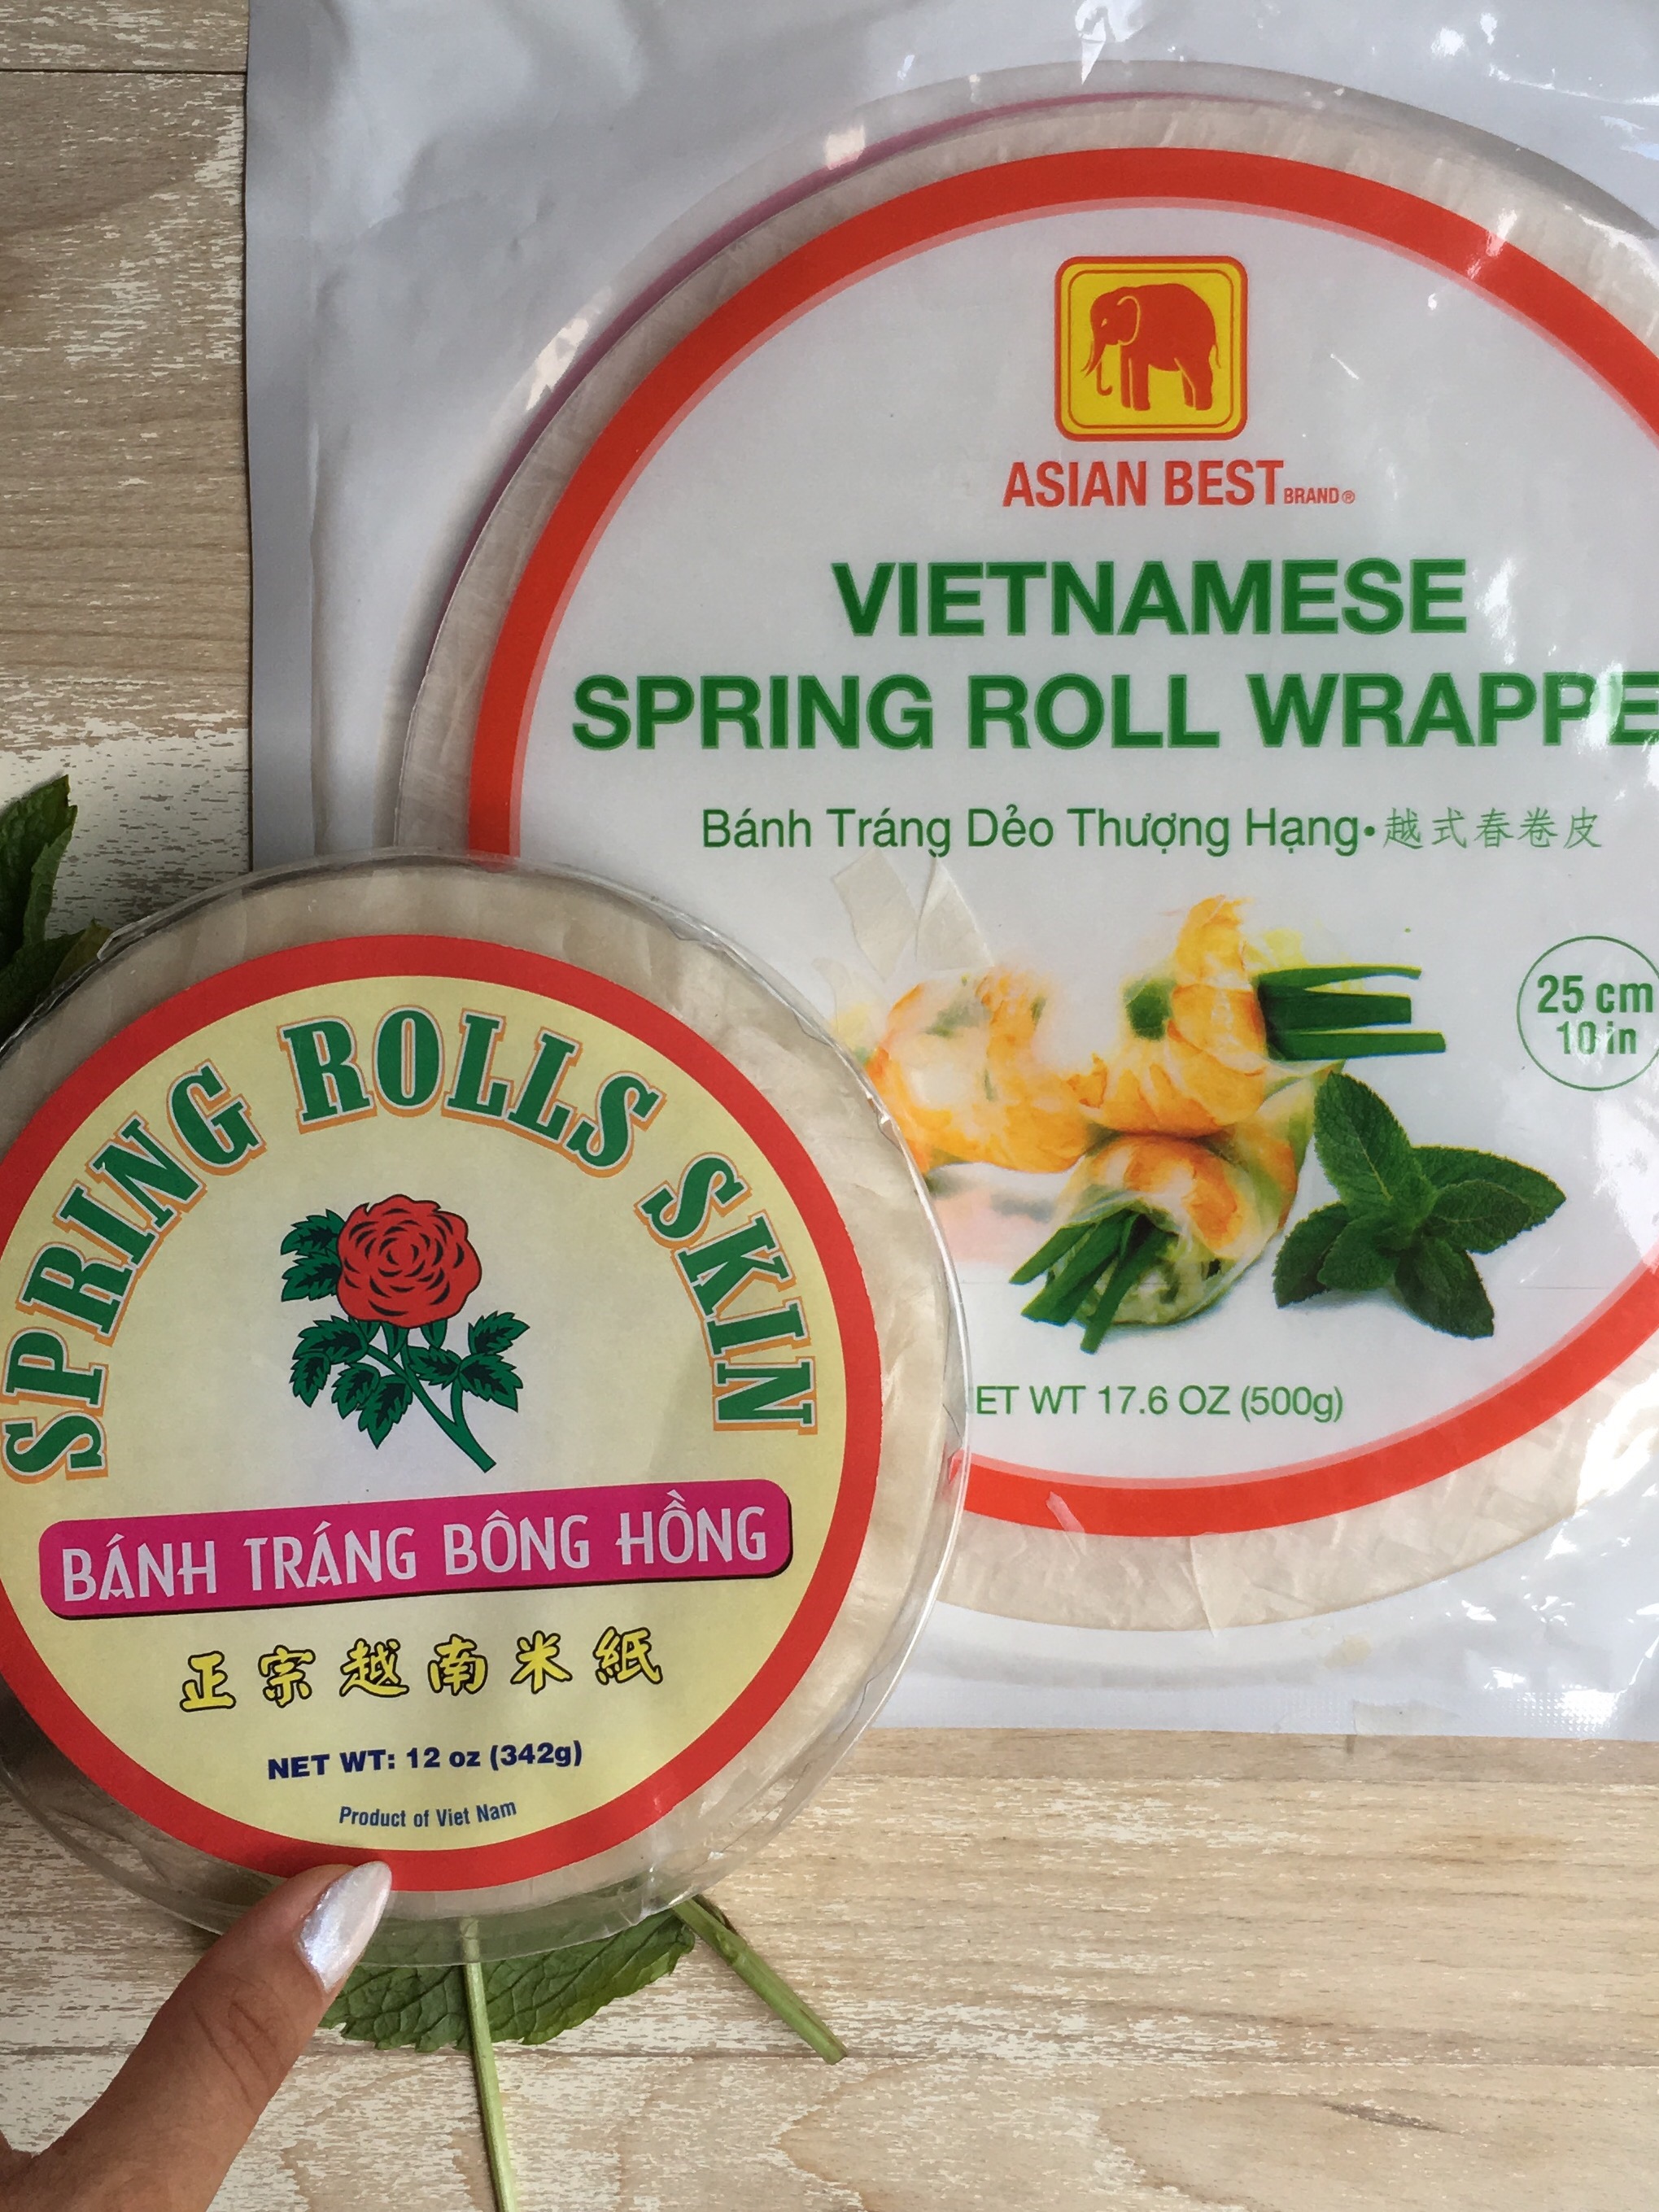 ASIAN BEST BRAND®
VIETNAMESE
SPRING ROLL WRAPPE
Bánh Tráng Dẻo Thượng Hạng•越式春卷皮
25 cm
10 in
ET WT 17.6 OZ (500g)
SPRING ROLLS SKIN
BÁNH TRÁNG BÔNG HỒNG
正宗越南米紙
NET WT: 12 oz (342g)
Product of Viet Nam